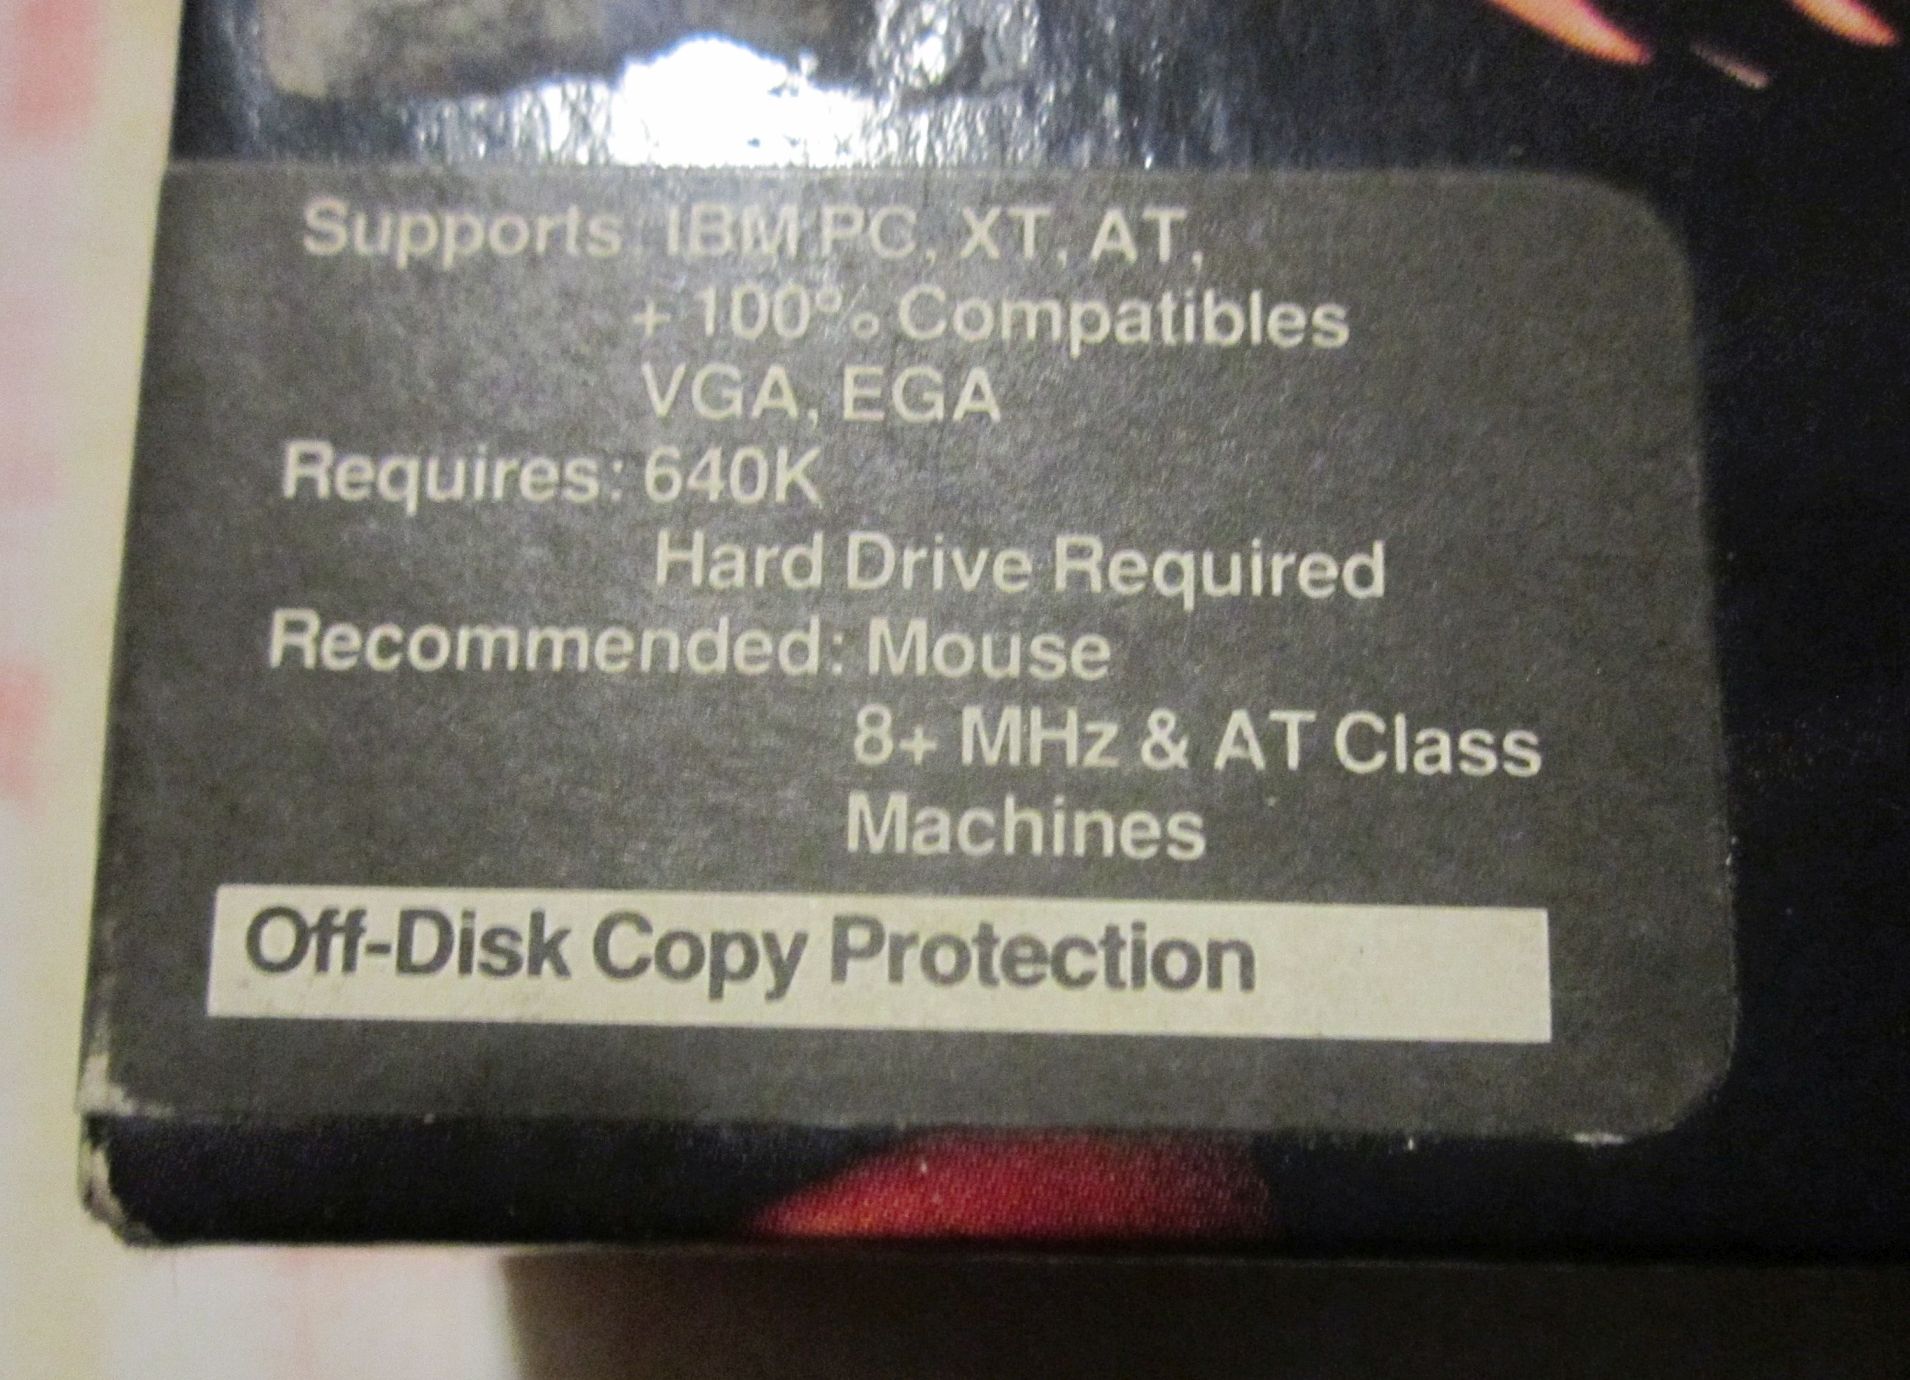 Supports: IBM PC, XT, AT,
+ 100% Compatibles
VGA, EGA
Requires: 640K
Hard Drive Required
Recommended: Mouse
8+ MHz & AT Class
Machines
Off-Disk Copy Protection